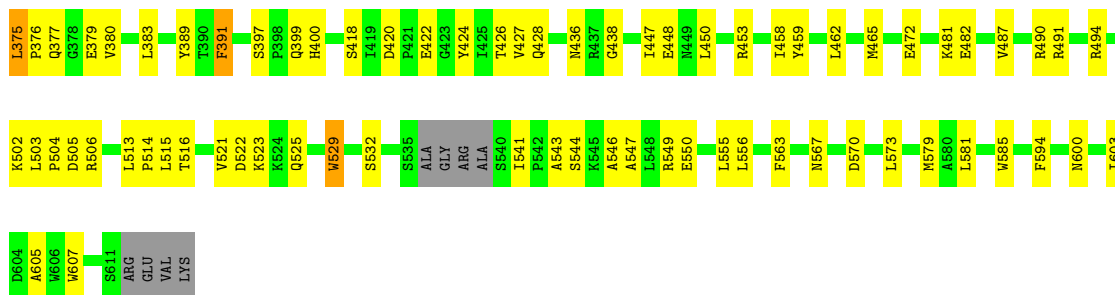 L375 P376 Q377 G378 E379 V380 L383 Y389 T390 F391 S397 P398 Q399 H400 S418 I419 D420 P421 E422 G423 Y424 I425 T426 V427 Q428 N436 R437 G438 I447 E448 N449 L450 R453 I458 Y459 L462 M465 E472 K481 E482 V487 R490 R491 R494
K502 L503 P504 D505 R506 L513 P514 L515 T516 V521 D522 K523 K524 Q525 W529 S532 S535 ALA GLY ARG ALA S540 I541 P542 A543 S544 K545 A546 A547 L548 R549 E550 L555 L556 F563 N567 D570 L573 M579 A580 L581 W585 F594 N600 I603
D604 A605 W606 W607 S611 ARG GLU VAL LYS